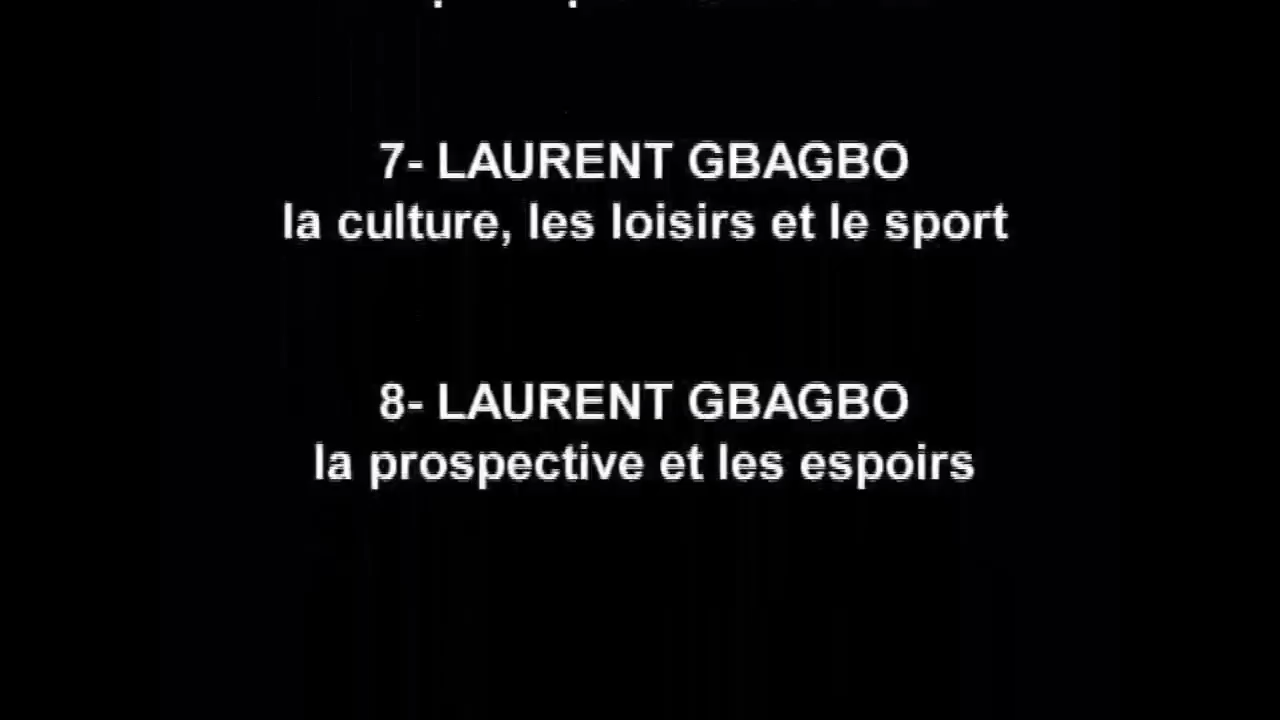 7- LAURENT GBAGBO
la culture, les loisirs et le sport
8- LAURENT GBAGBO
la prospective et les espoirs